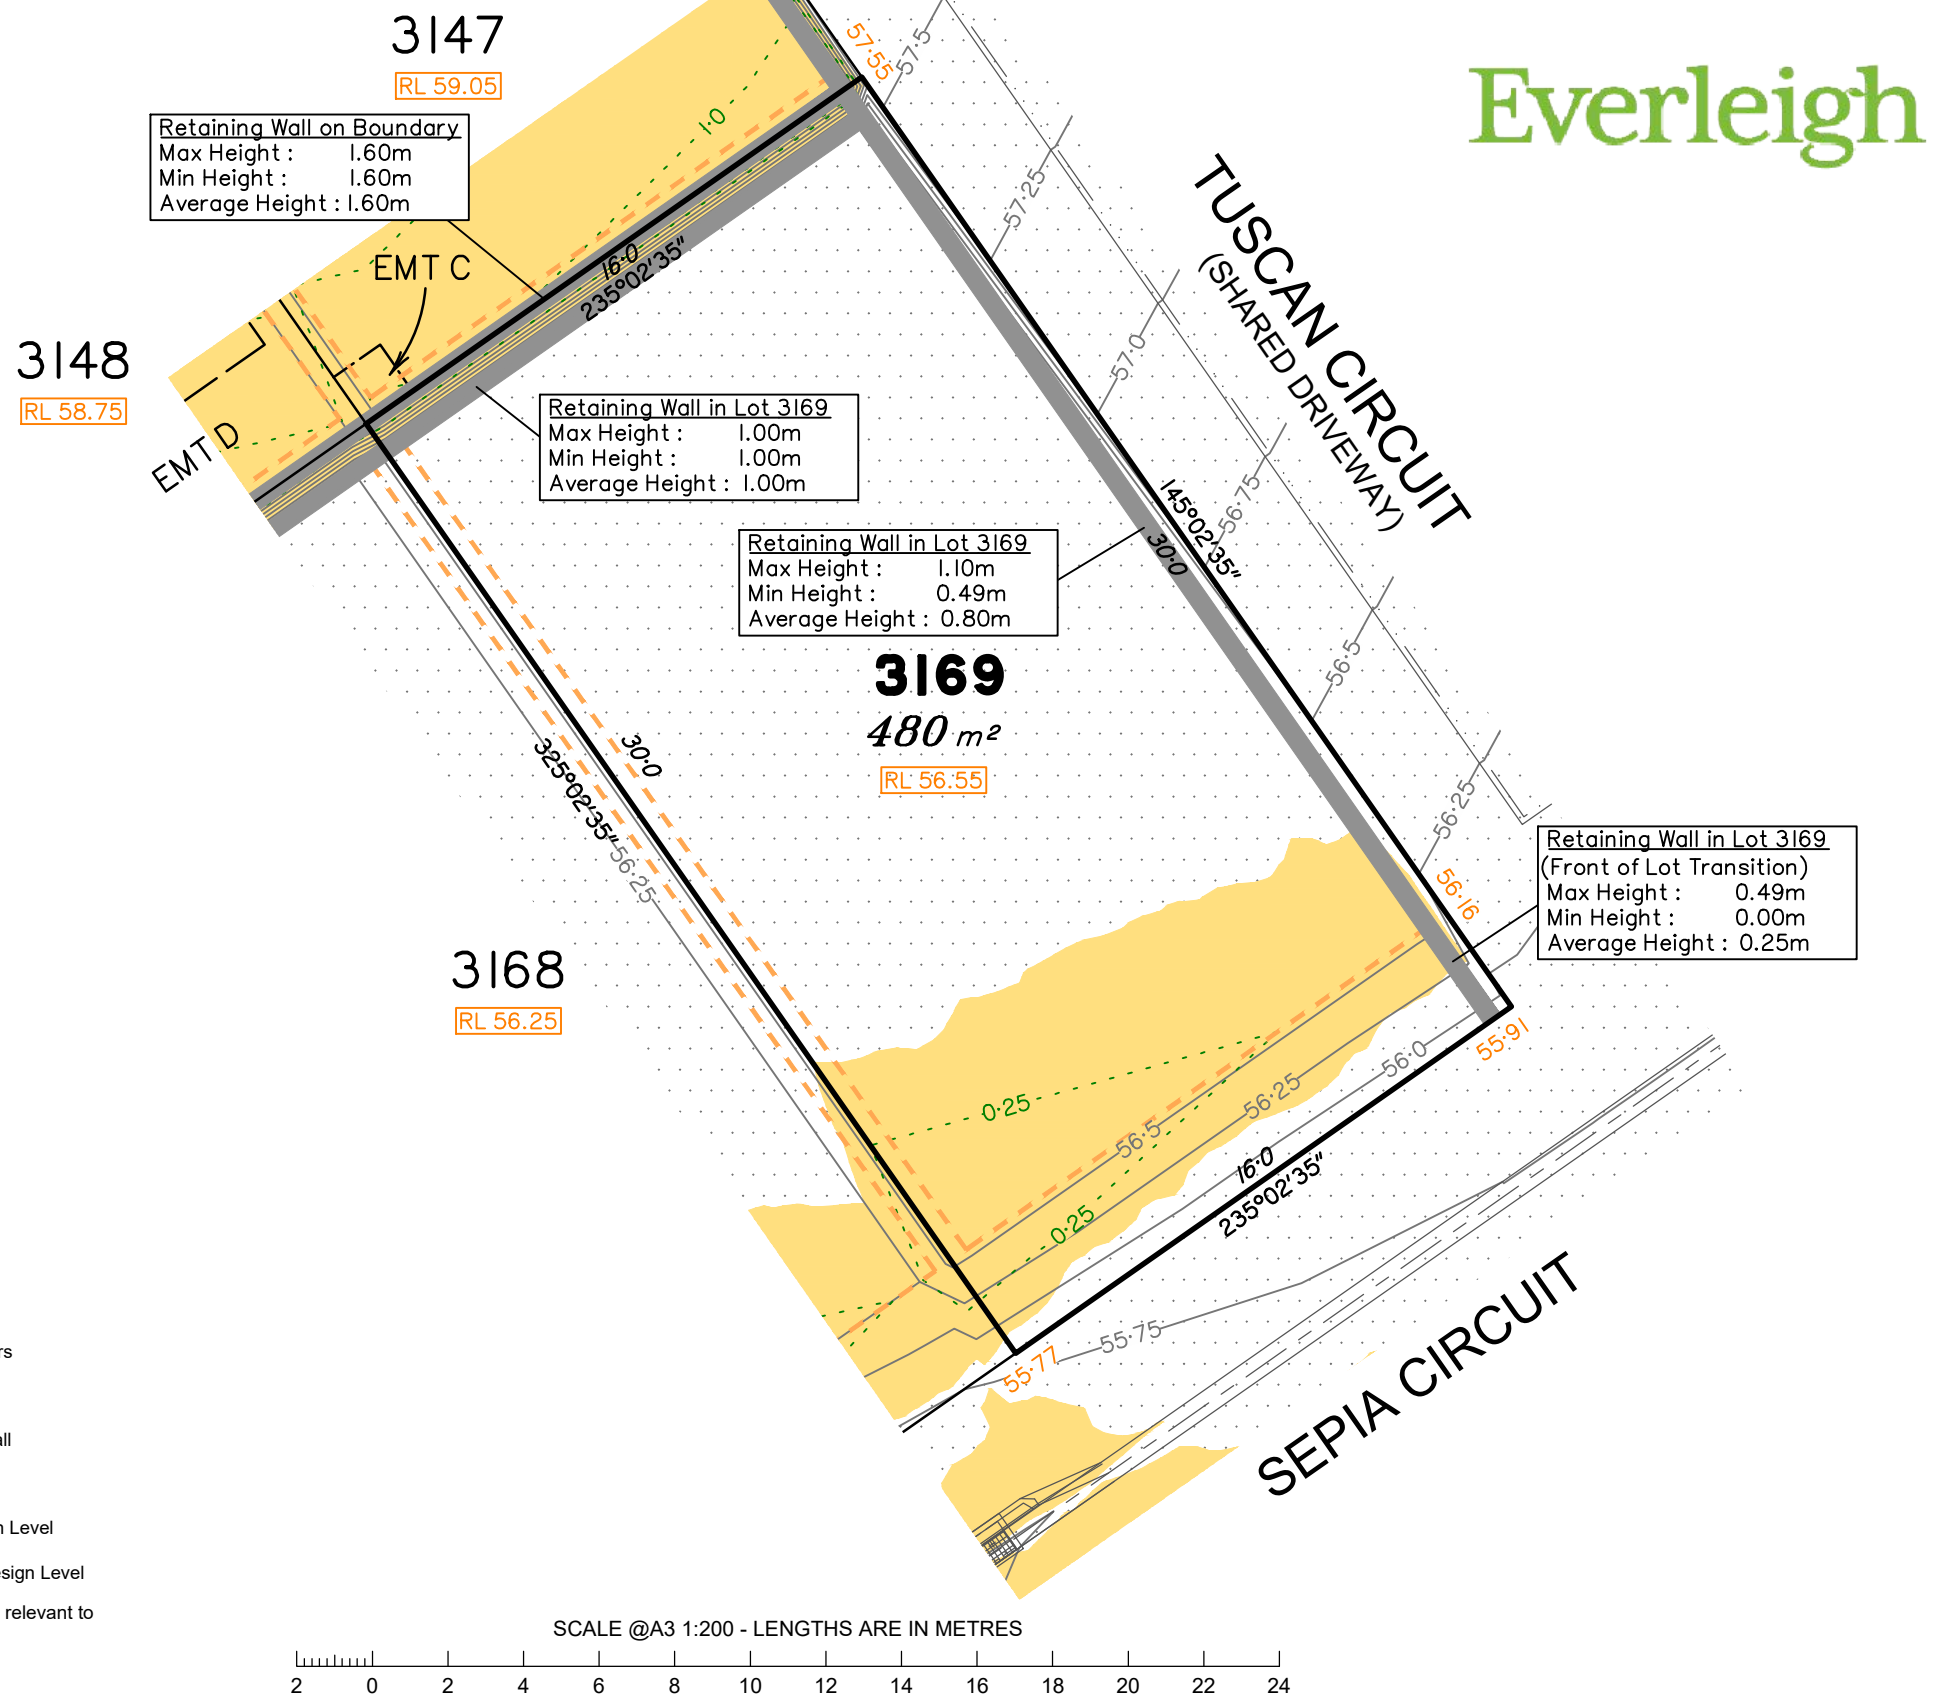 3147
RL 59.05
Everleigh
Retaining Wall on Boundary
Max Height : 1.60m
Min Height : 1.60m
Average Height : 1.60m
57·55
57·5
1·0
57·25
TUSCAN CIRCUIT
(SHARED DRIVEWAY)
EMT C
16·0
235°02'35"
3148
RL 58.75
EMT D
57·0
Retaining Wall in Lot 3169
Max Height : 1.00m
Min Height : 1.00m
Average Height : 1.00m
145°02'35"
30·0
56·75
Retaining Wall in Lot 3169
Max Height : 1.10m
Min Height : 0.49m
Average Height : 0.80m
56·5
3169
480 m²
RL 56.55
30·0
325°02'35"
56·25
56·25
56·16
Retaining Wall in Lot 3169
(Front of Lot Transition)
Max Height : 0.49m
Min Height : 0.00m
Average Height : 0.25m
3168
RL 56.25
55·91
0·25
56·5
56·25
56·0
16·0
235°02'35"
0·25
55·75
55·77
SEPIA CIRCUIT
rs
all
n Level
esign Level
relevant to
SCALE @A3 1:200 - LENGTHS ARE IN METRES
2 0 2 4 6 8 10 12 14 16 18 20 22 24